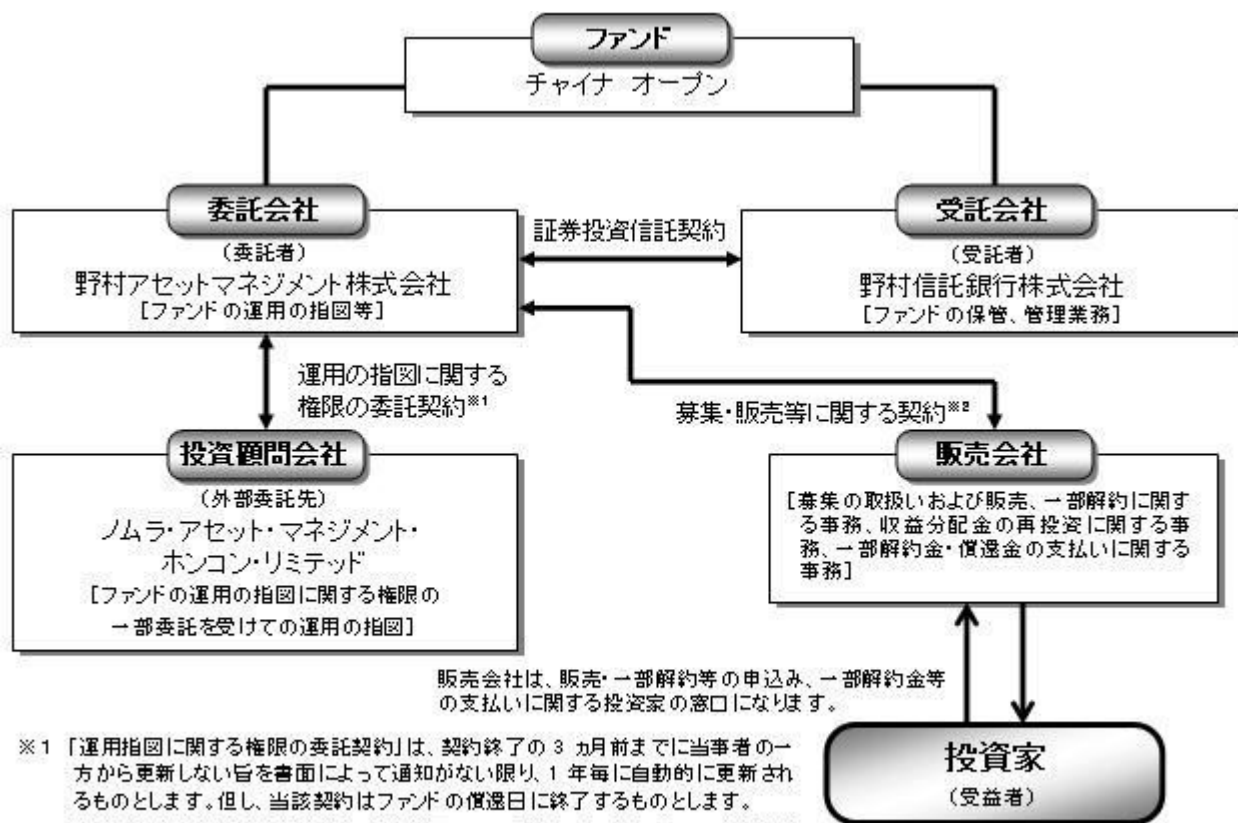 ファンド
チャイナ オープン
委託会社
(委託者)
野村アセットマネジメント株式会社
[ファンドの運用の指図等]
証券投資信託契約
受託会社
(受託者)
野村信託銀行株式会社
[ファンドの保管、管理業務]
運用の指図に関する
権限の委託契約※1
募集・販売等に関する契約※2
投資顧問会社
(外部委託先)
ノムラ・アセット・マネジメント・
ホンコン・リミテッド
[ファンドの運用の指図に関する権限の
一部委託を受けての運用の指図]
販売会社
[募集の取扱いおよび販売、一部解約に関す
る事務、収益分配金の再投資に関する事
務、一部解約金・償還金の支払いに関する
事務]
販売会社は、販売・一部解約等の申込み、一部解約金等
の支払いに関する投資家の窓口になります。
投資家
(受益者)
※1 「運用指図に関する権限の委託契約」は、契約終了の3 ヵ月前までに当事者の一
方から更新しない旨を書面によって通知がない限り、1 年毎に自動的に更新され
るものとします。但し、当該契約はファンドの償還日に終了するものとします。